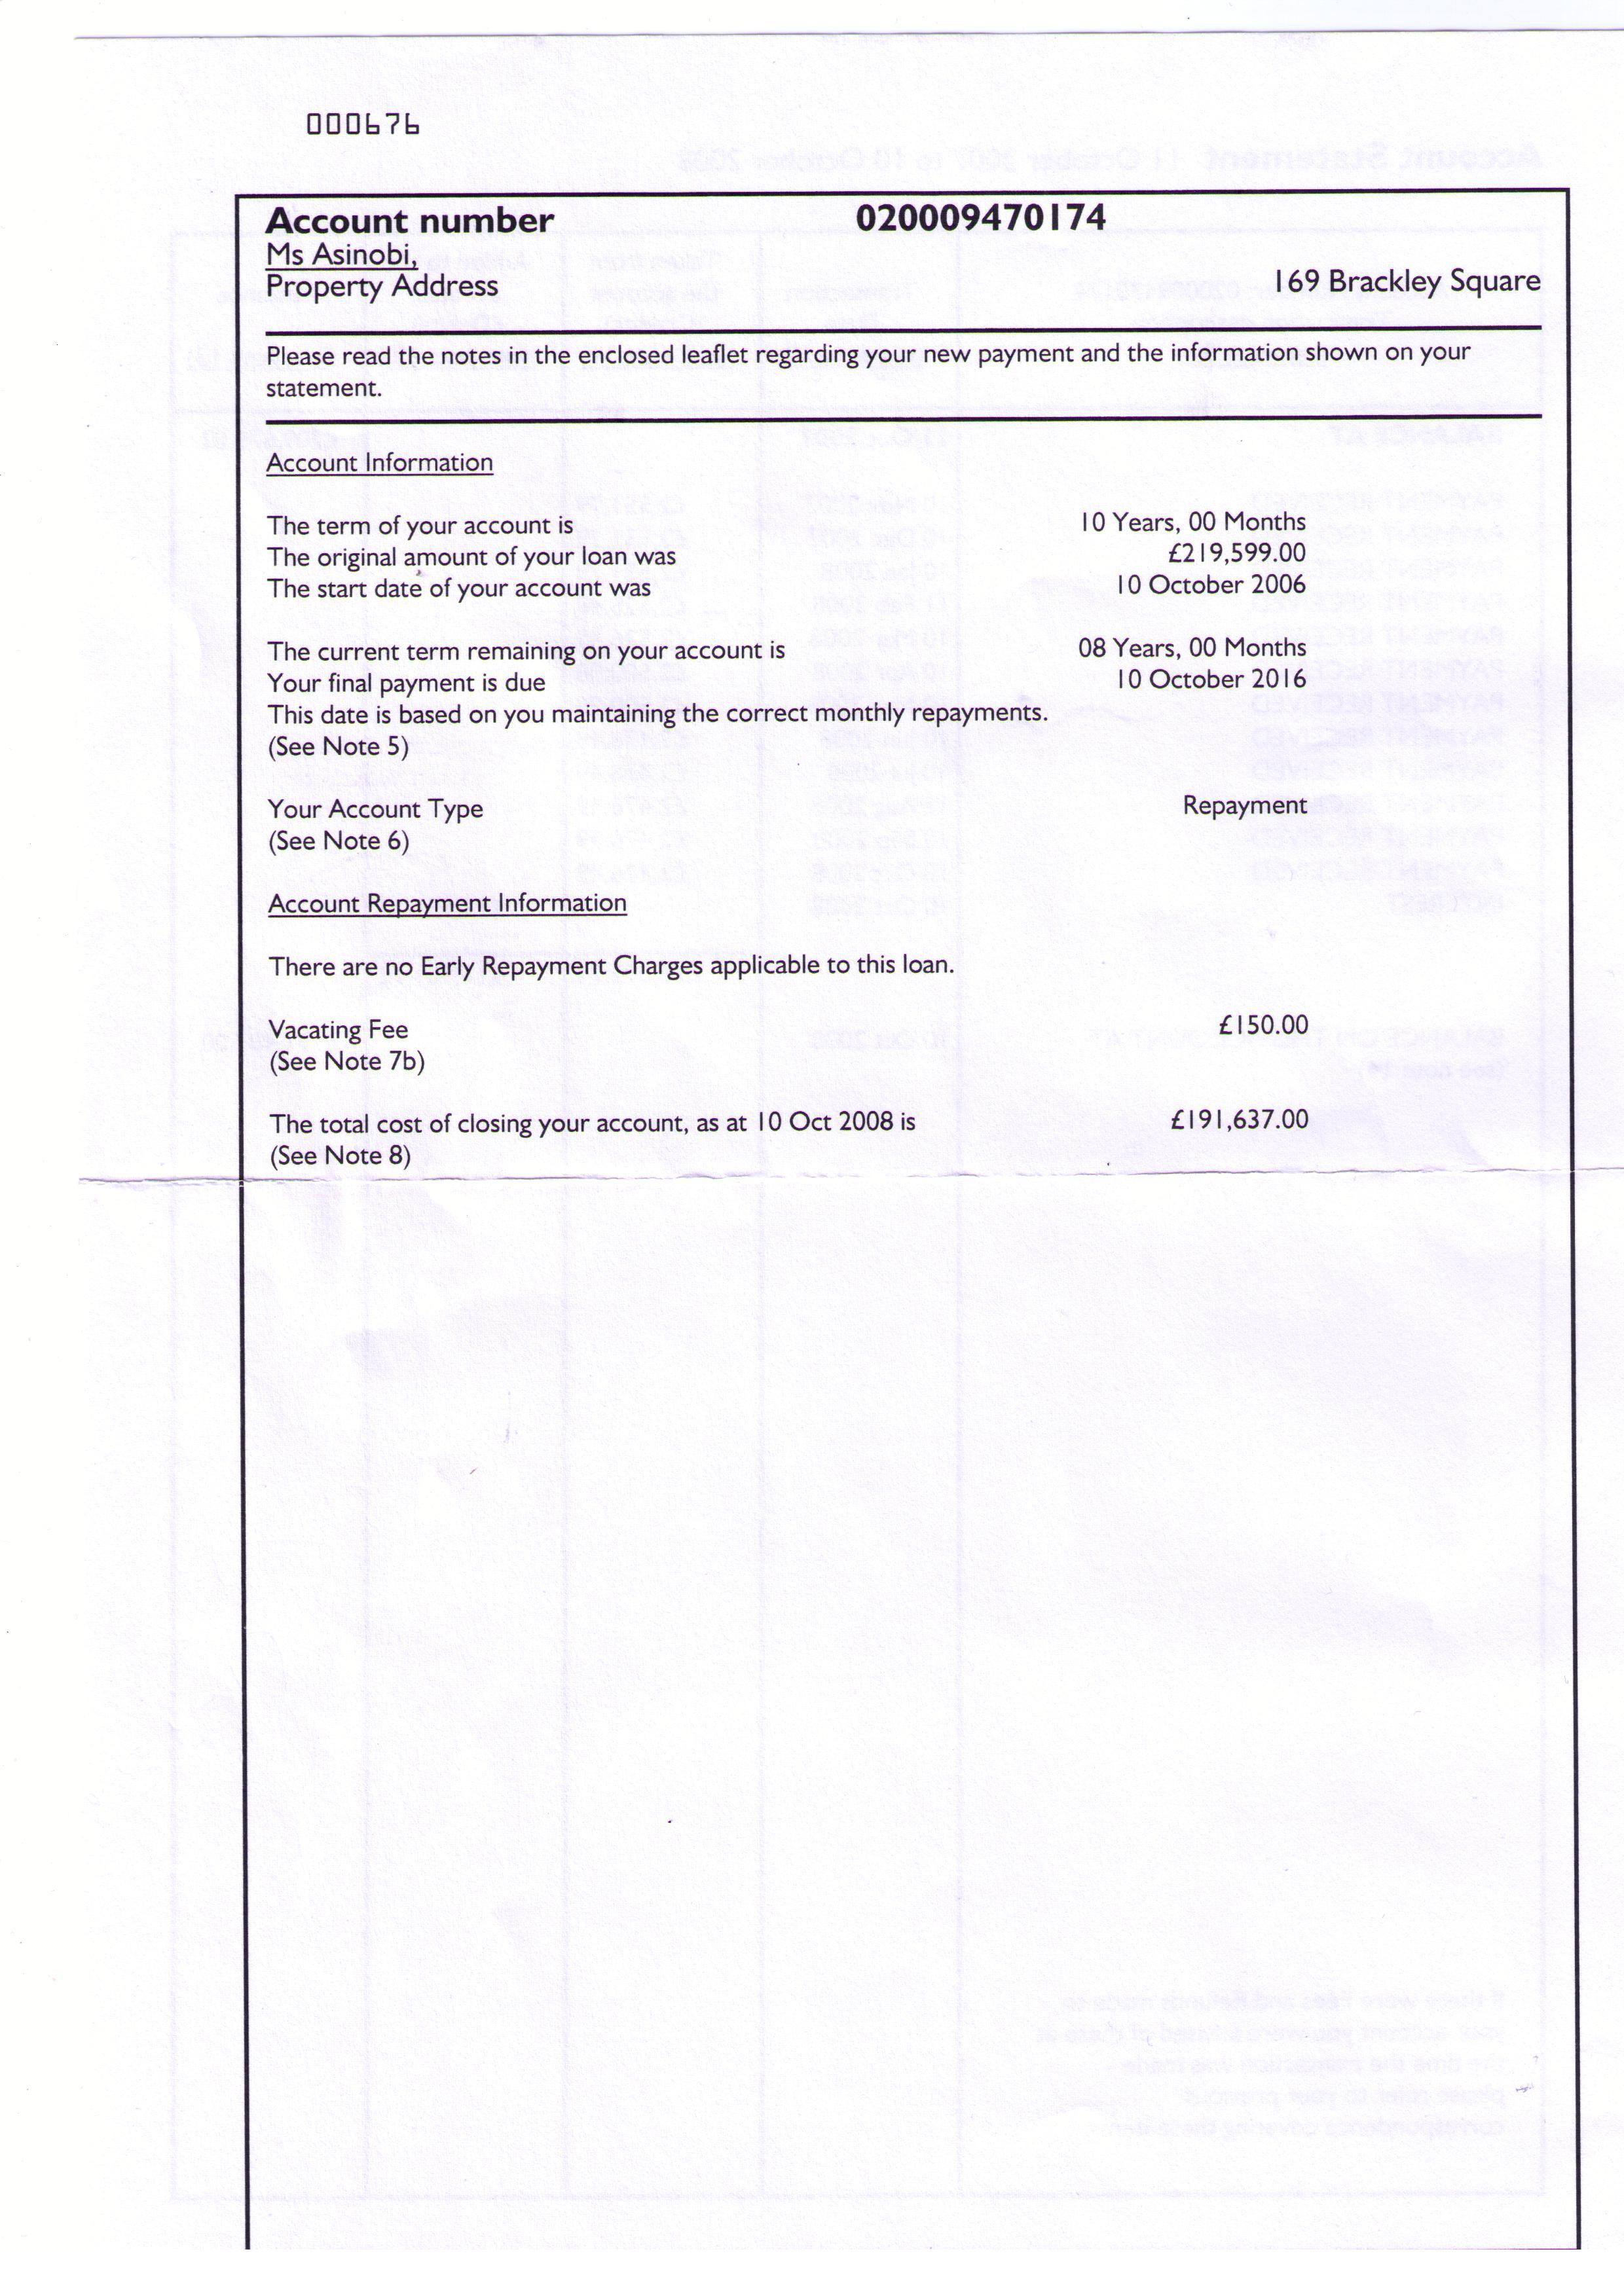 000676
Account number 020009470174
Ms Asinobi,
Property Address 169 Brackley Square
Please read the notes in the enclosed leaflet regarding your new payment and the information shown on your
statement.
Account Information
The term of your account is 10 Years, 00 Months
The original amount of your loan was £219,599.00
The start date of your account was 10 October 2006
The current term remaining on your account is 08 Years, 00 Months
Your final payment is due 10 October 2016
This date is based on you maintaining the correct monthly repayments.
(See Note 5)
Your Account Type Repayment
(See Note 6)
Account Repayment Information
There are no Early Repayment Charges applicable to this loan.
Vacating Fee £150.00
(See Note 7b)
The total cost of closing your account, as at 10 Oct 2008 is £191,637.00
(See Note 8)